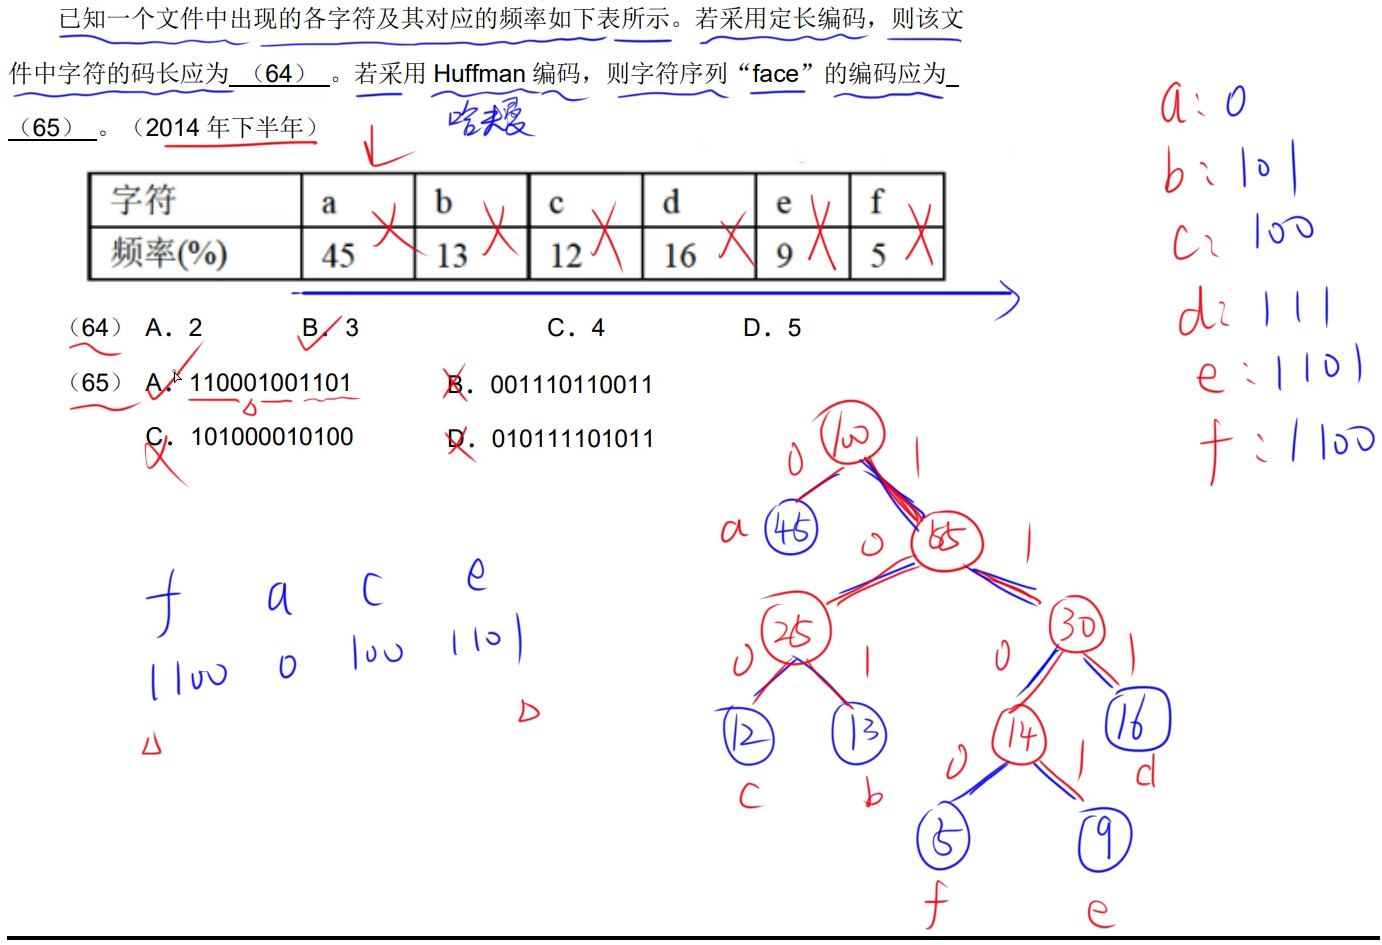 已知一个文件中出现的各字符及其对应的频率如下表所示。若采用定长编码，则该文
件中字符的码长应为 （64） 。若采用 Huffman 编码，则字符序列“face”的编码应为
（65） 。（2014 年下半年）
哈夫曼
字符 a b c d e f
频率(%) 45 13 12 16 9 5
（64） A．2 B．3 C．4 D．5
（65） A．110001001101 B．001110110011
C．101000010100 D．010111101011
a: 0
b: 101
c: 100
d: 111
e: 1101
f: 1100
100
0 1
a 45 55
0 1
25 30
0 1 0 1
12 13 14 16
c b 0 1 d
5 9
f e
f a c e
1100 0 100 1101